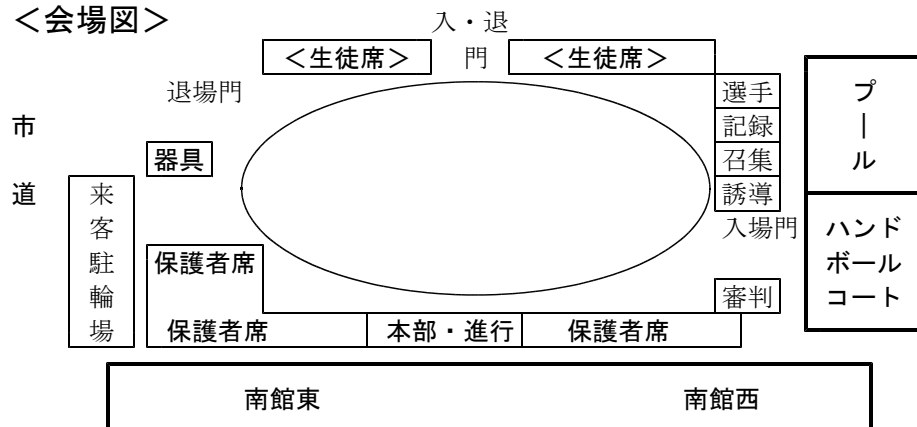 ＜会場図＞
入・退
門
＜生徒席＞
＜生徒席＞
退場門
選手
記録
召集
誘導
入場門
プール
市道
器具
来客駐輪場
ハンド
ボール
コート
保護者席
審判
保護者席
本部・進行
保護者席
南館東
南館西